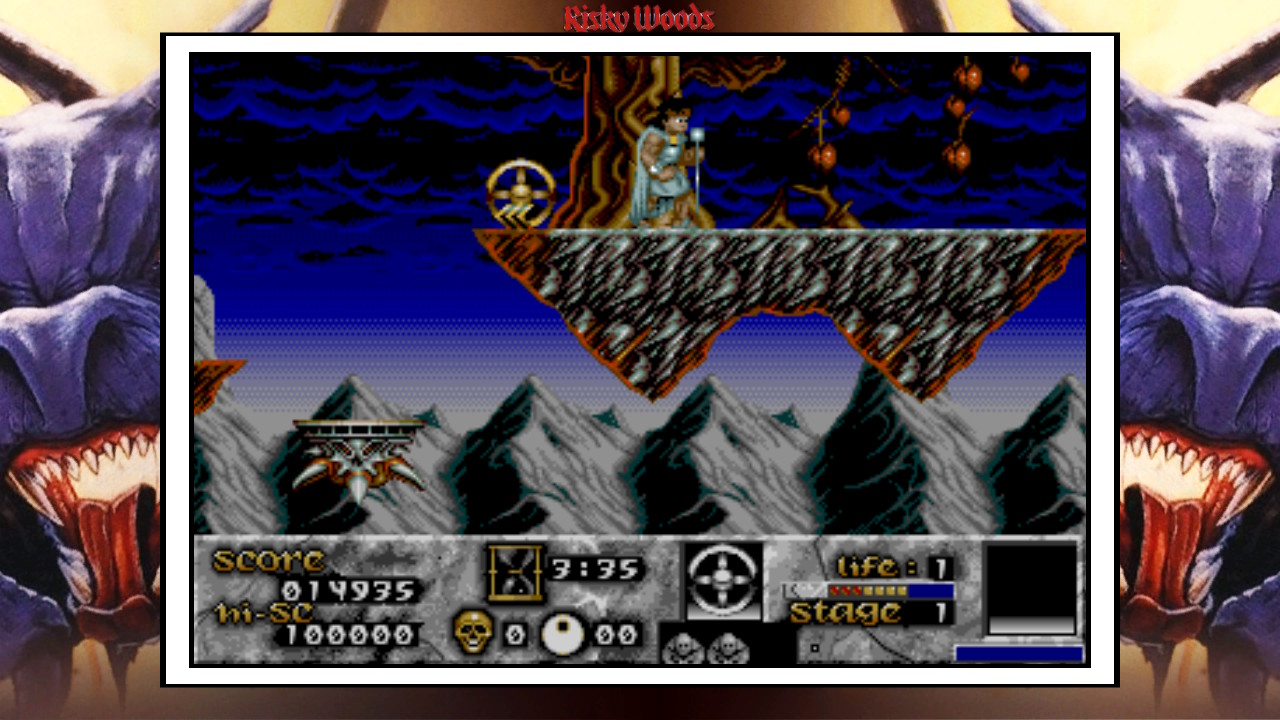 Risky Woods
score
014935
hi-sc
100000
3:35
0
00
life: 1
stage 1